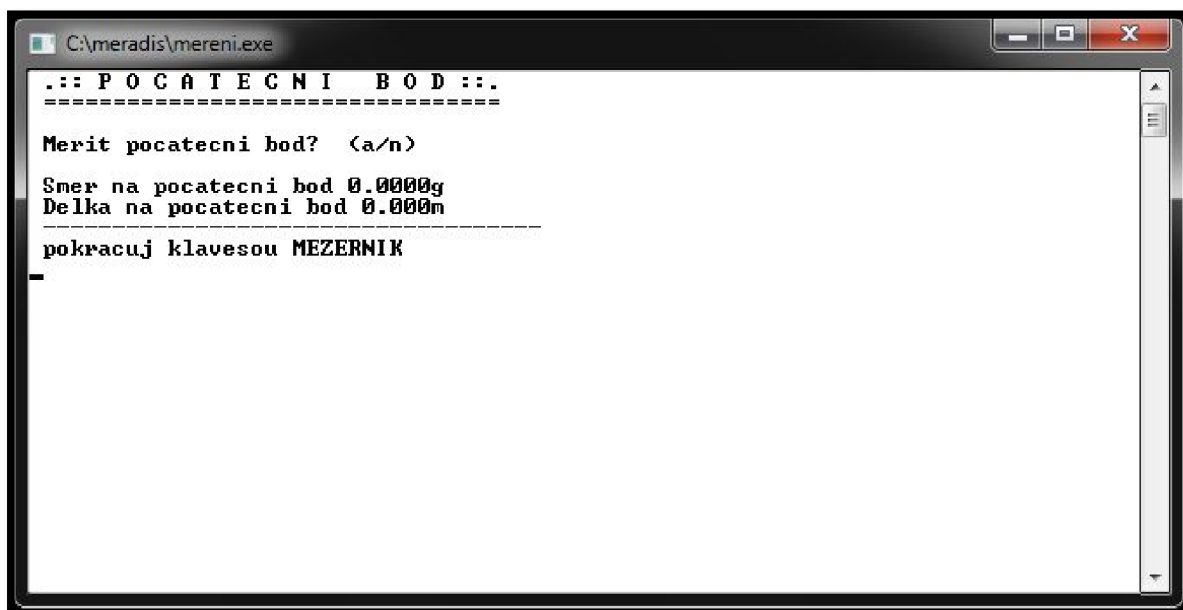 C:\meradis\mereni.exe
.:: P O C A T E C N I   B O D ::.
=================================
Merit pocatecni bod?  (a/n)
Smer na pocatecni bod 0.0000g
Delka na pocatecni bod 0.000m
------------------------------------
pokracuj klavesou MEZERNIK